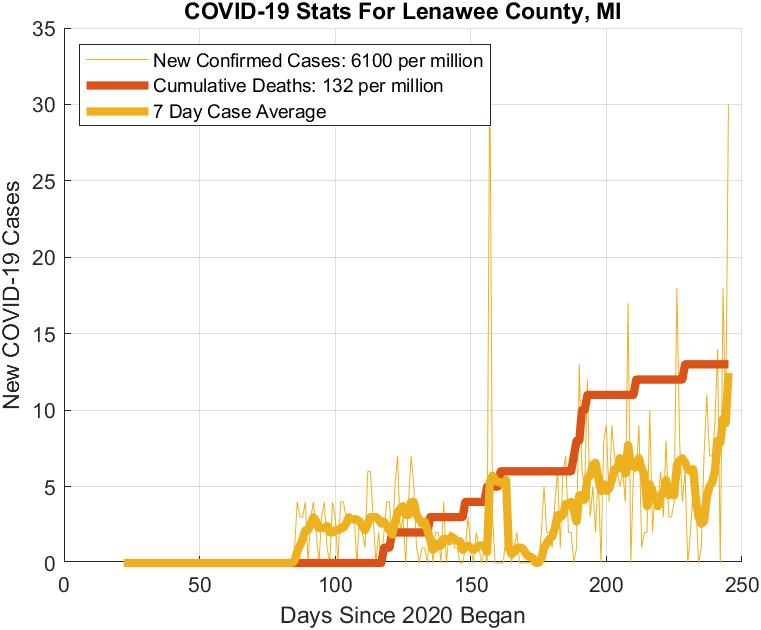 COVID-19 Stats For Lenawee County, MI
35
30
25
20
15
10
5
0
New COVID-19 Cases
New Confirmed Cases: 6100 per million
Cumulative Deaths: 132 per million
7 Day Case Average
0 50 100 150 200 250
Days Since 2020 Began